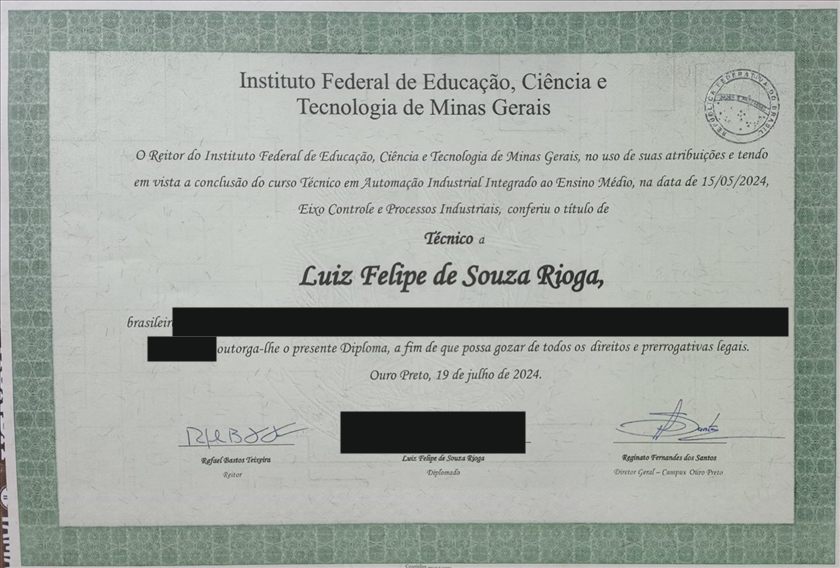 Instituto Federal de Educação, Ciência e
Tecnologia de Minas Gerais
REPÚBLICA FEDERATIVA DO BRASIL
O Reitor do Instituto Federal de Educação, Ciência e Tecnologia de Minas Gerais, no uso de suas atribuições e tendo
em vista a conclusão do curso Técnico em Automação Industrial Integrado ao Ensino Médio, na data de 15/05/2024,
Eixo Controle e Processos Industriais, conferiu o título de
Técnico a
Luiz Felipe de Souza Rioga,
brasileir
outorga-lhe o presente Diploma, a fim de que possa gozar de todos os direitos e prerrogativas legais.
Ouro Preto, 19 de julho de 2024.
Rafael Bastos Teixeira
Reitor
Luiz Felipe de Souza Rioga
Diplomado
Reginato Fernandes dos Santos
Diretor Geral – Campus Ouro Preto